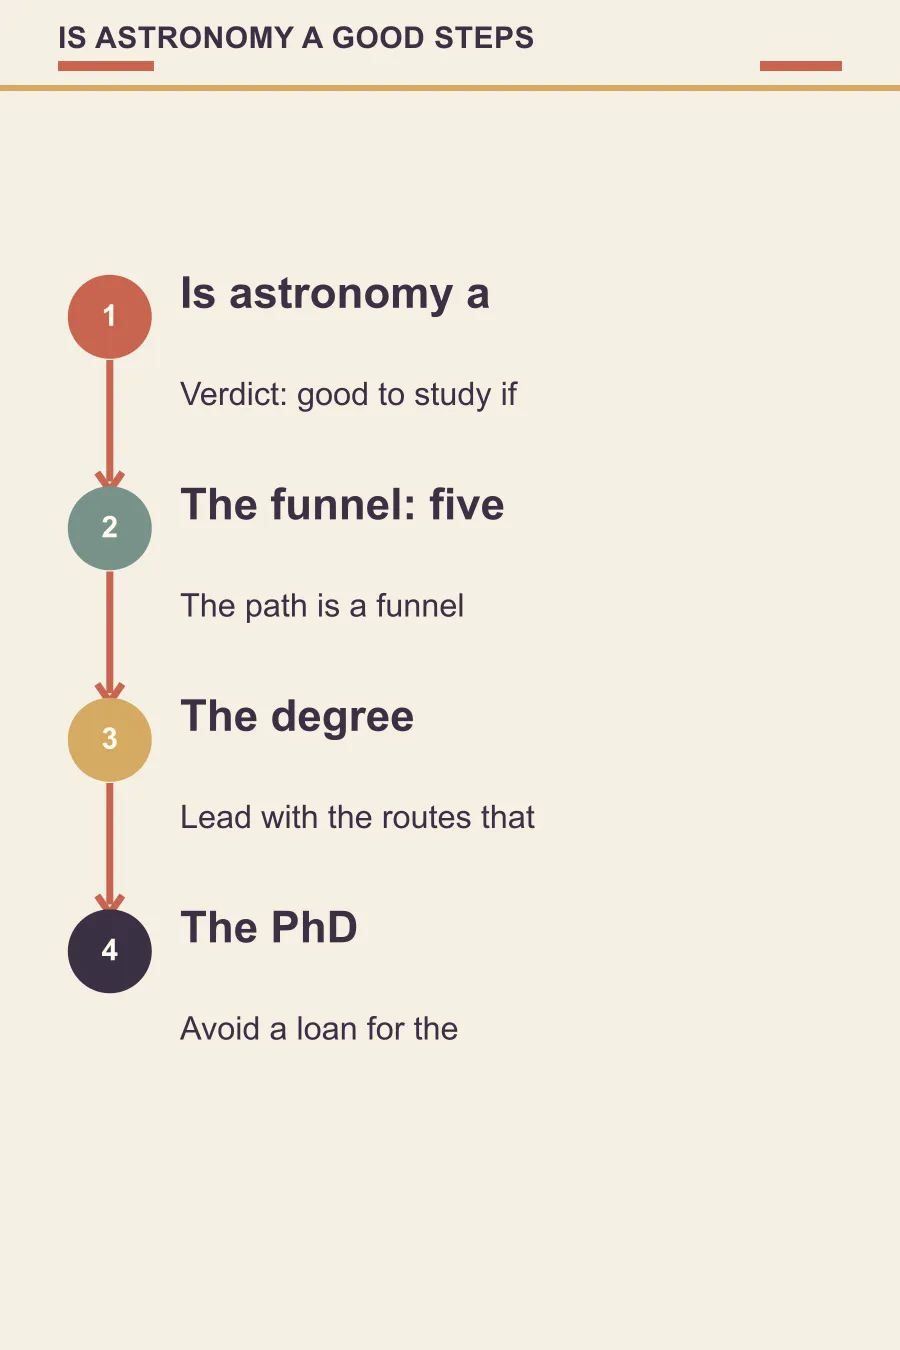 IS ASTRONOMY A GOOD STEPS
1
Is astronomy a
Verdict: good to study if
2
The funnel: five
The path is a funnel
3
The degree
Lead with the routes that
4
The PhD
Avoid a loan for the